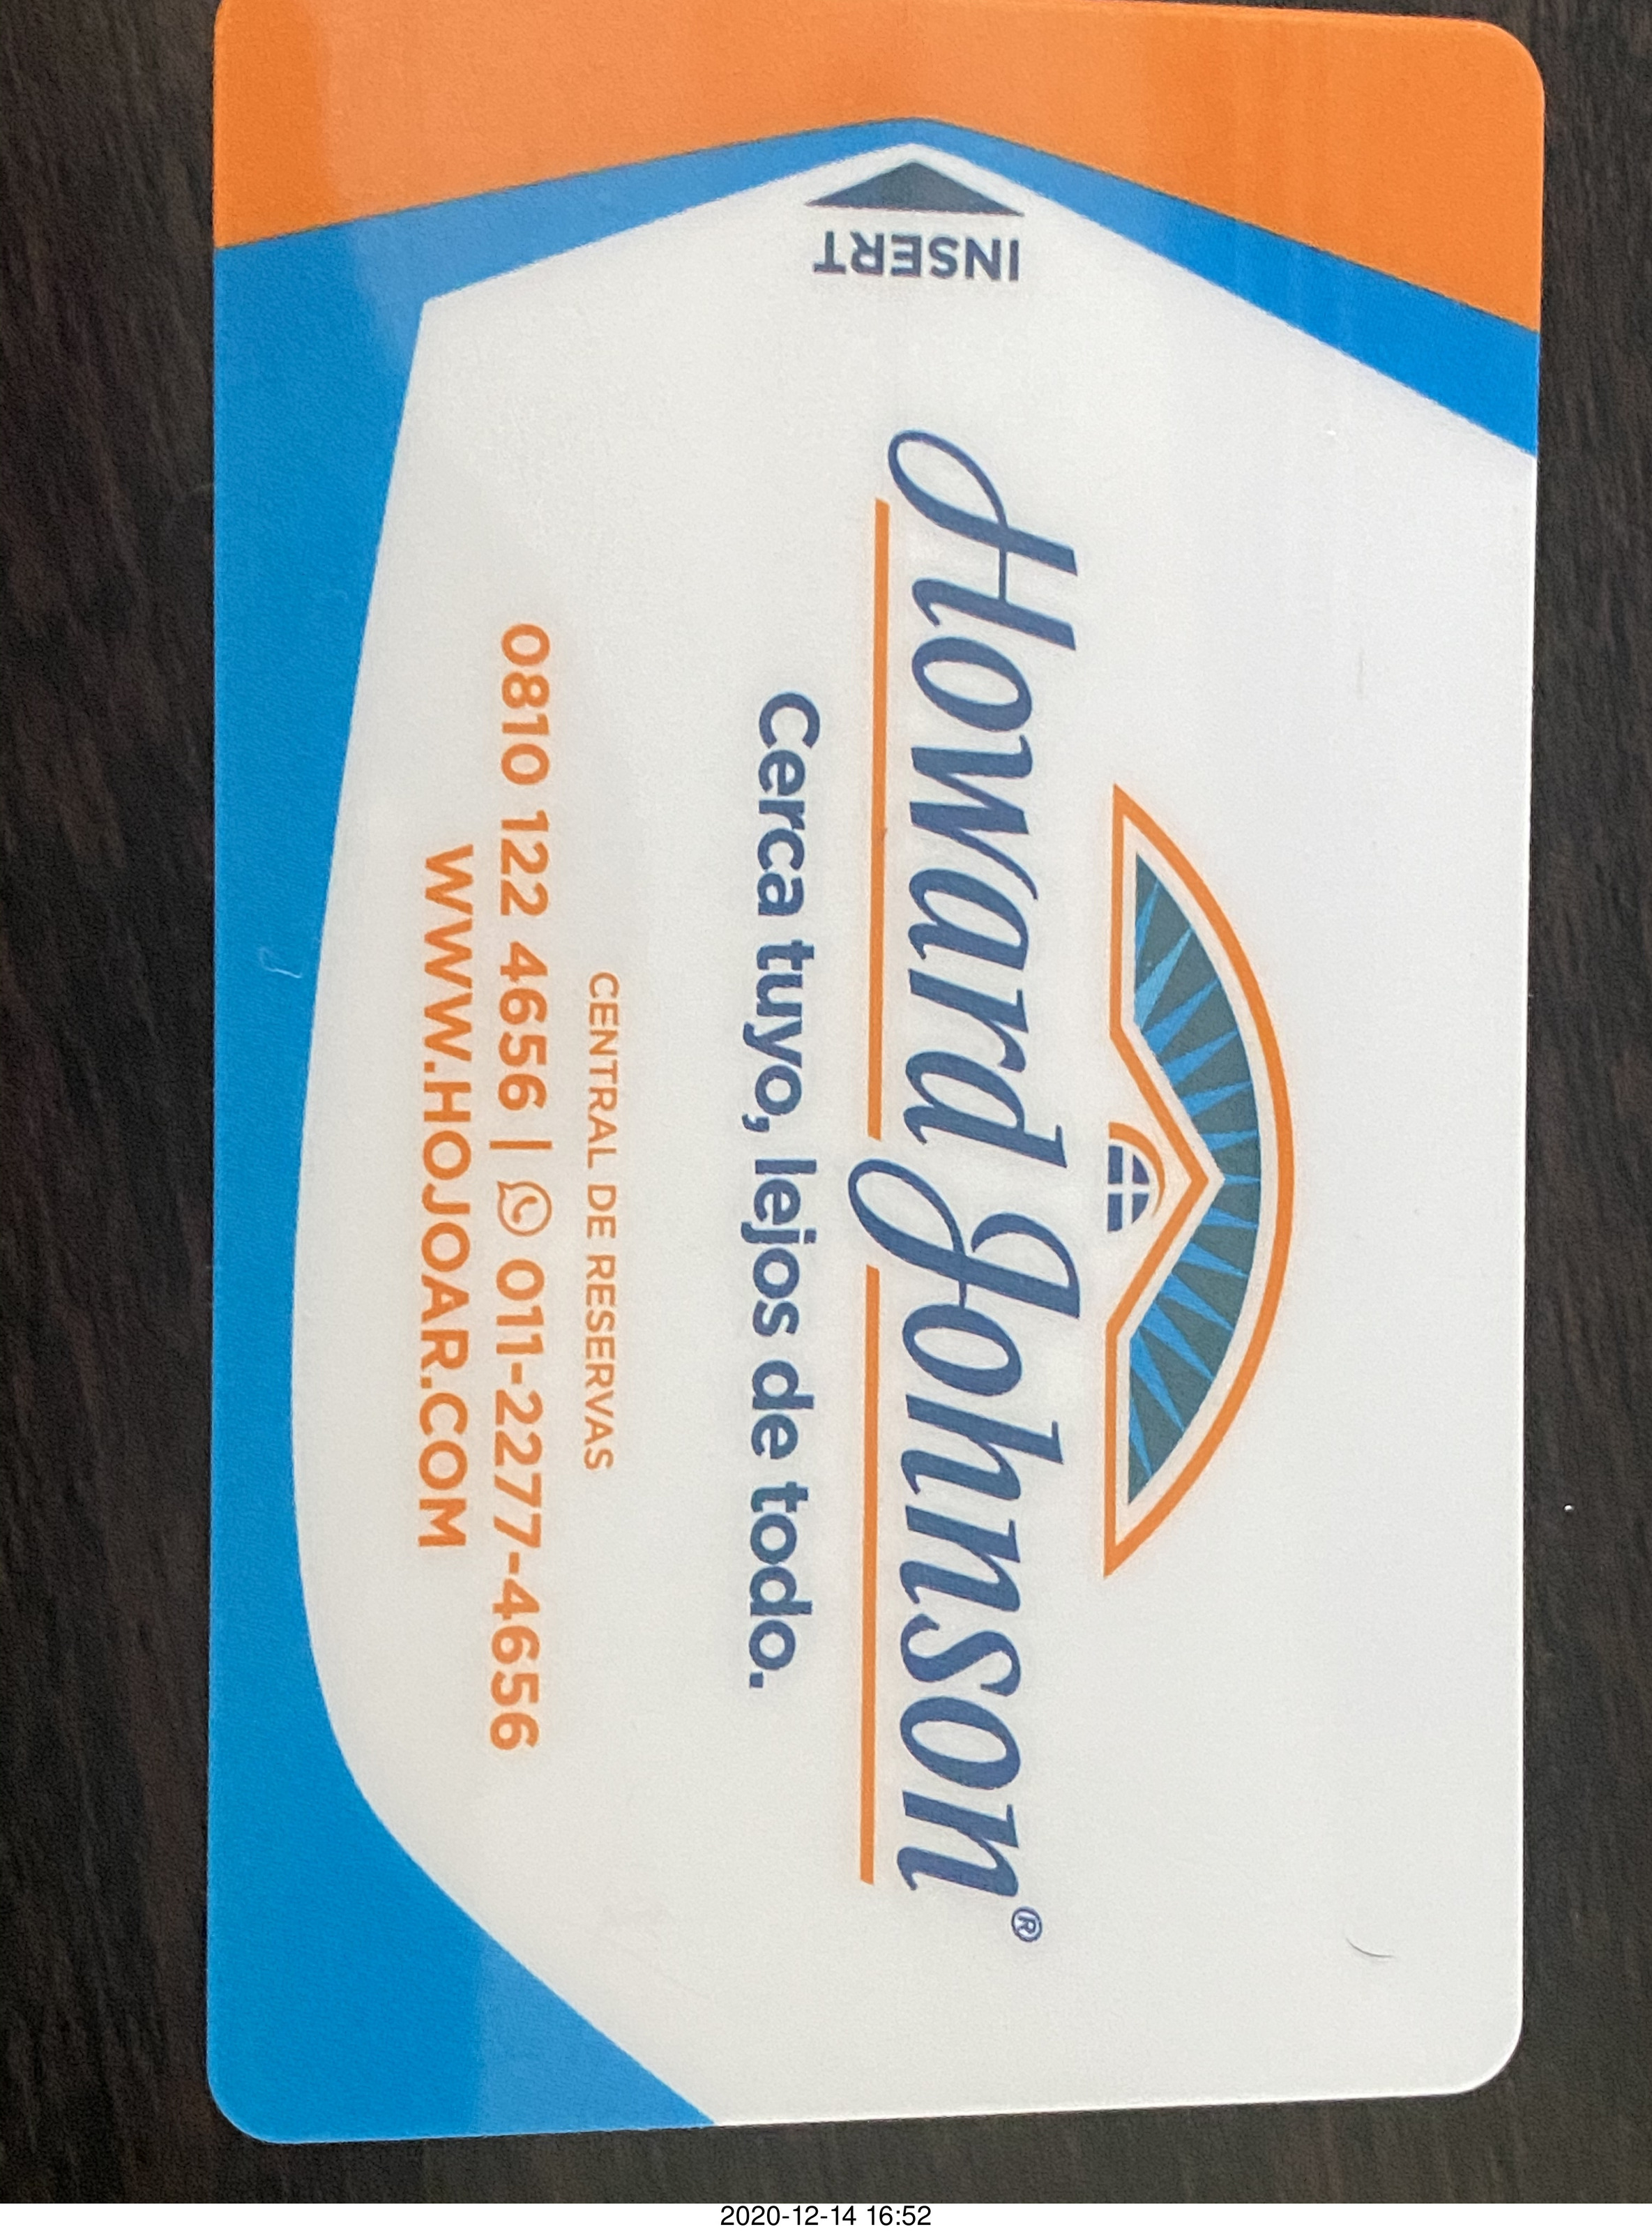 INSERT
Howard Johnson®
Cerca tuyo, lejos de todo.
CENTRAL DE RESERVAS
0810 122 4656 | 011-2277-4656
WWW.HOJOAR.COM
2020-12-14 16:52